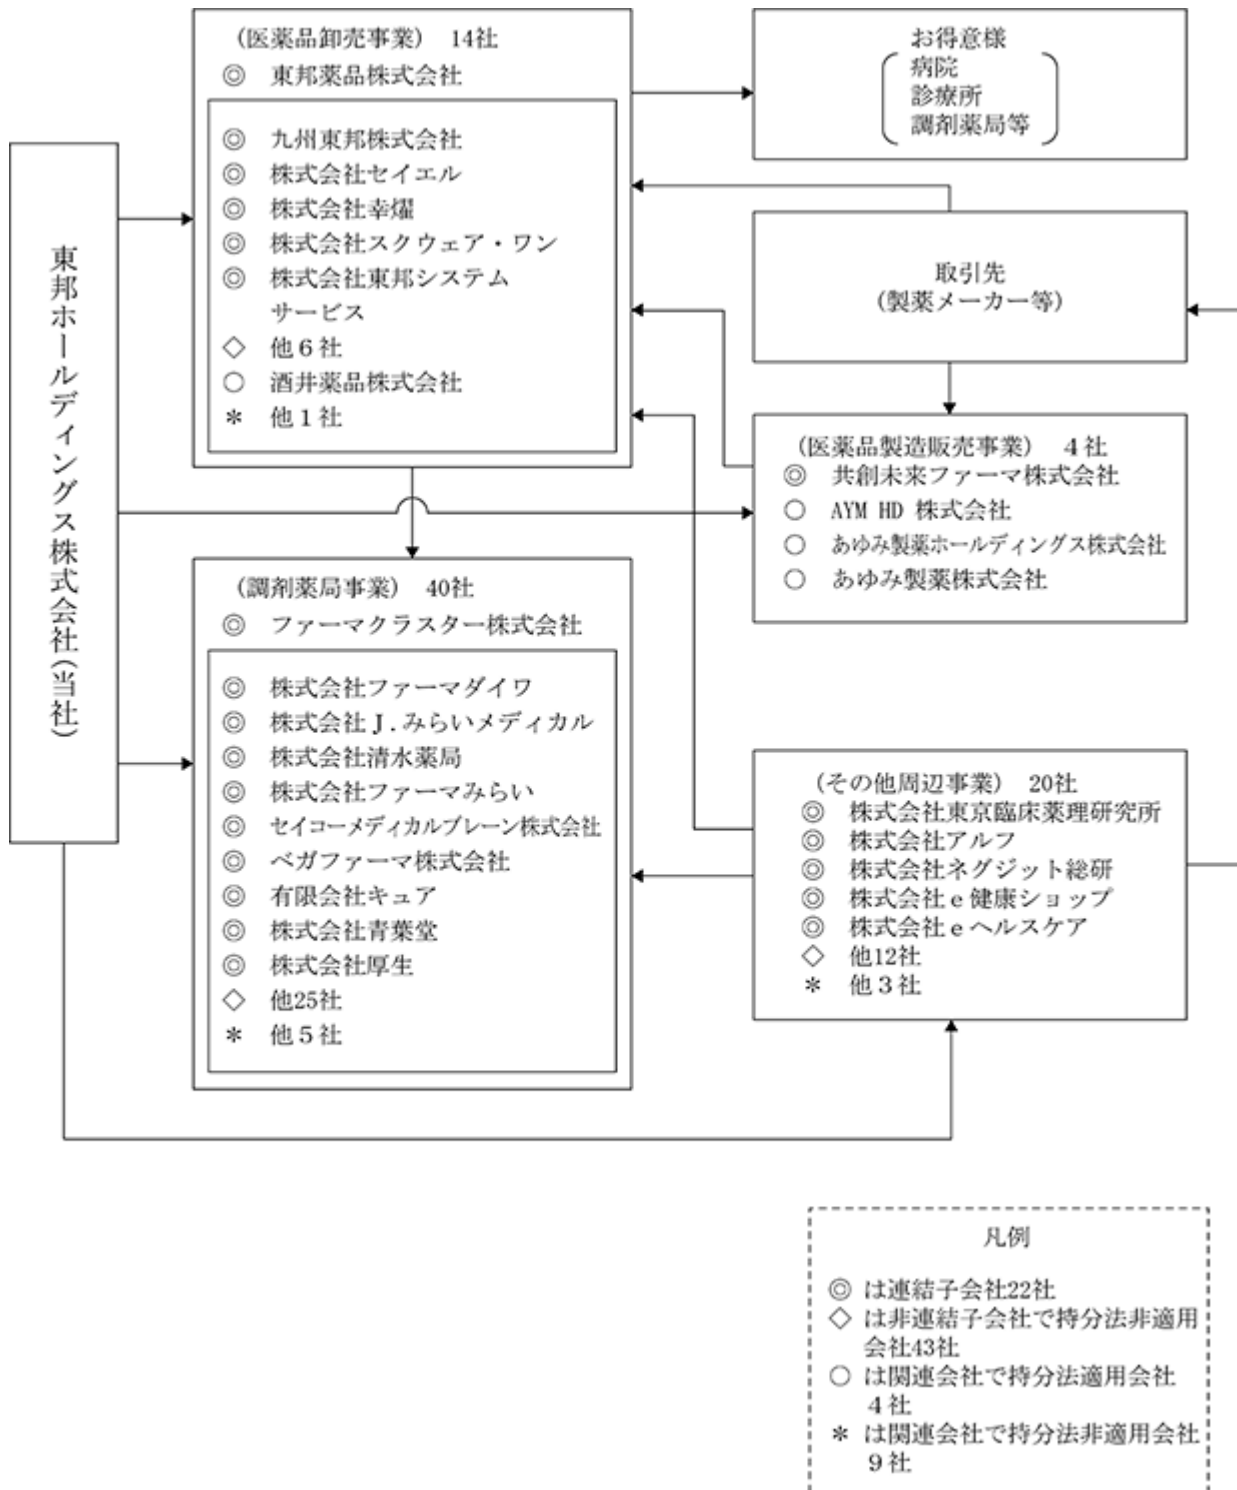 東邦ホールディングス株式会社(当社)
(医薬品卸売事業) 14社
◎ 東邦薬品株式会社
◎ 九州東邦株式会社
◎ 株式会社セイエル
◎ 株式会社幸燿
◎ 株式会社スクウェア・ワン
◎ 株式会社東邦システム
サービス
◇ 他6社
○ 酒井薬品株式会社
* 他1社
(調剤薬局事業) 40社
◎ ファーマクラスター株式会社
◎ 株式会社ファーマダイワ
◎ 株式会社J.みらいメディカル
◎ 株式会社清水薬局
◎ 株式会社ファーマみらい
◎ セイコーメディカルブレーン株式会社
◎ ベガファーマ株式会社
◎ 有限会社キュア
◎ 株式会社青葉堂
◎ 株式会社厚生
◇ 他25社
* 他5社
お得意様
病院
診療所
調剤薬局等
取引先
(製薬メーカー等)
(医薬品製造販売事業) 4社
◎ 共創未来ファーマ株式会社
○ AYM HD 株式会社
○ あゆみ製薬ホールディングス株式会社
○ あゆみ製薬株式会社
(その他周辺事業) 20社
◎ 株式会社東京臨床薬理研究所
◎ 株式会社アルフ
◎ 株式会社ネグジット総研
◎ 株式会社e健康ショップ
◎ 株式会社eヘルスケア
◇ 他12社
* 他3社
凡例
◎ は連結子会社22社
◇ は非連結子会社で持分法非適用
会社43社
○ は関連会社で持分法適用会社
4社
* は関連会社で持分法非適用会社
9社